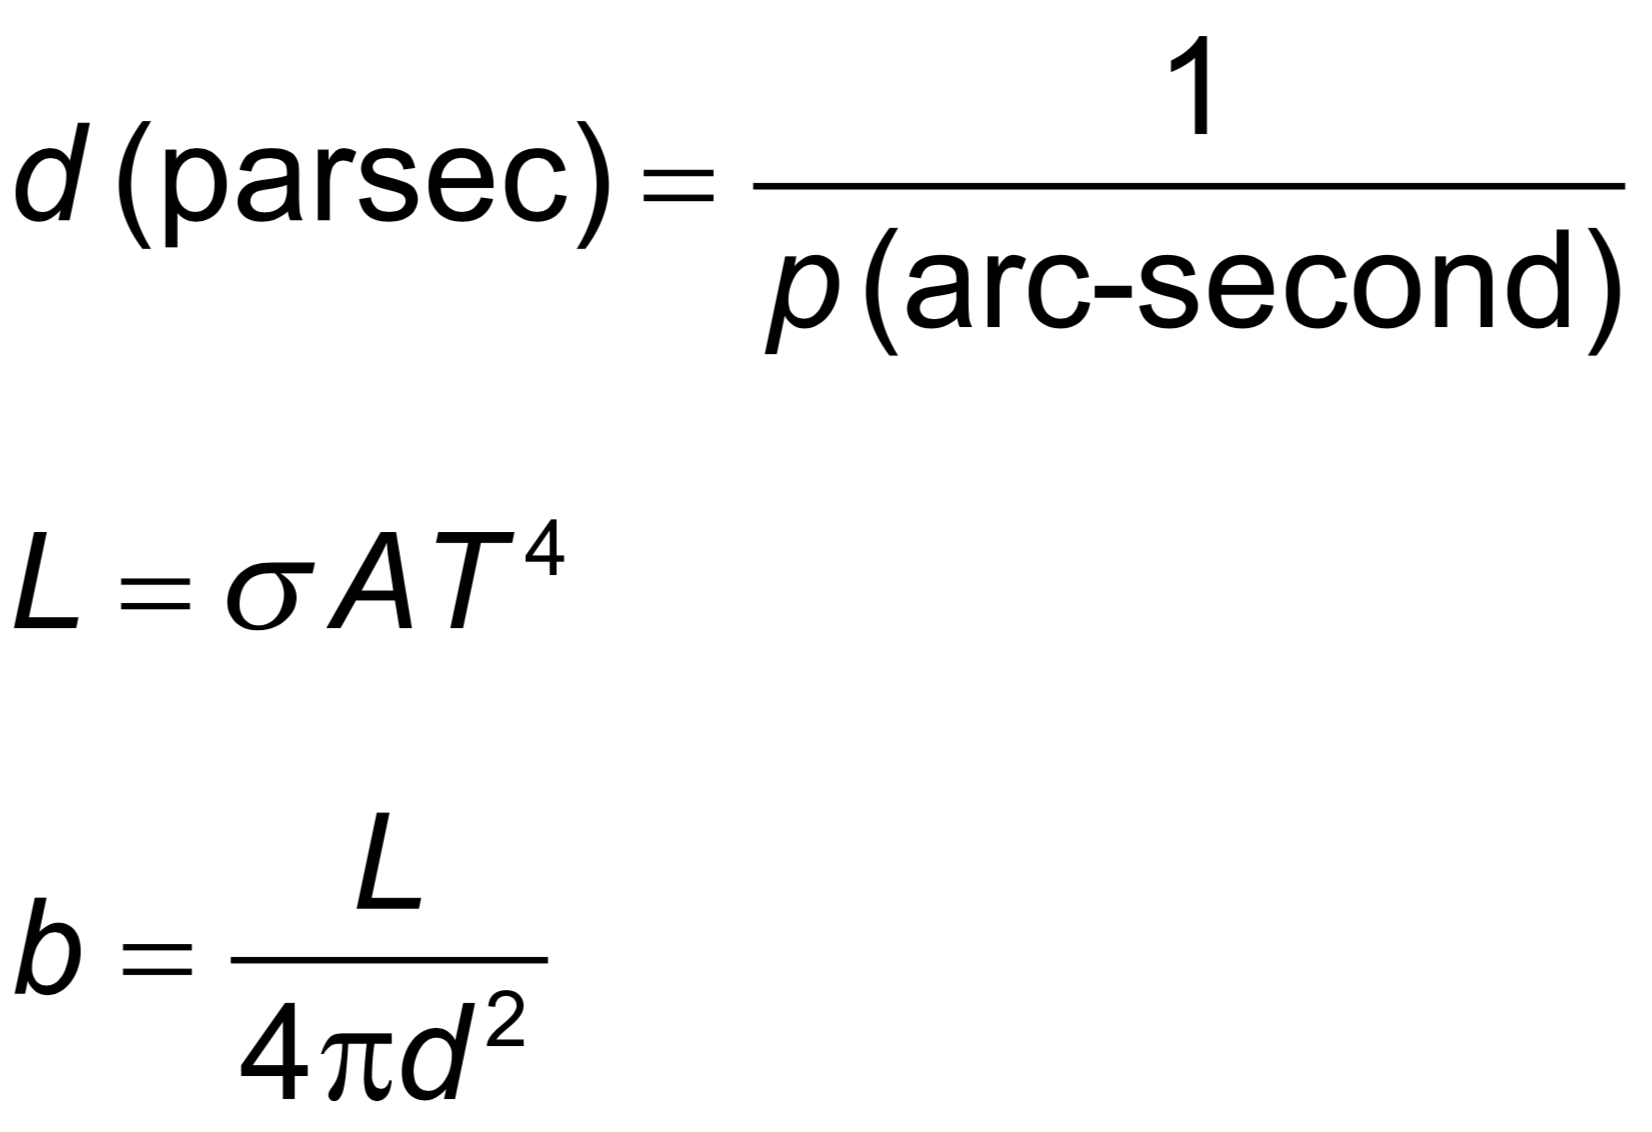 d (parsec) = 1 / p (arc-second)
L = σAT⁴
b = L / 4πd²